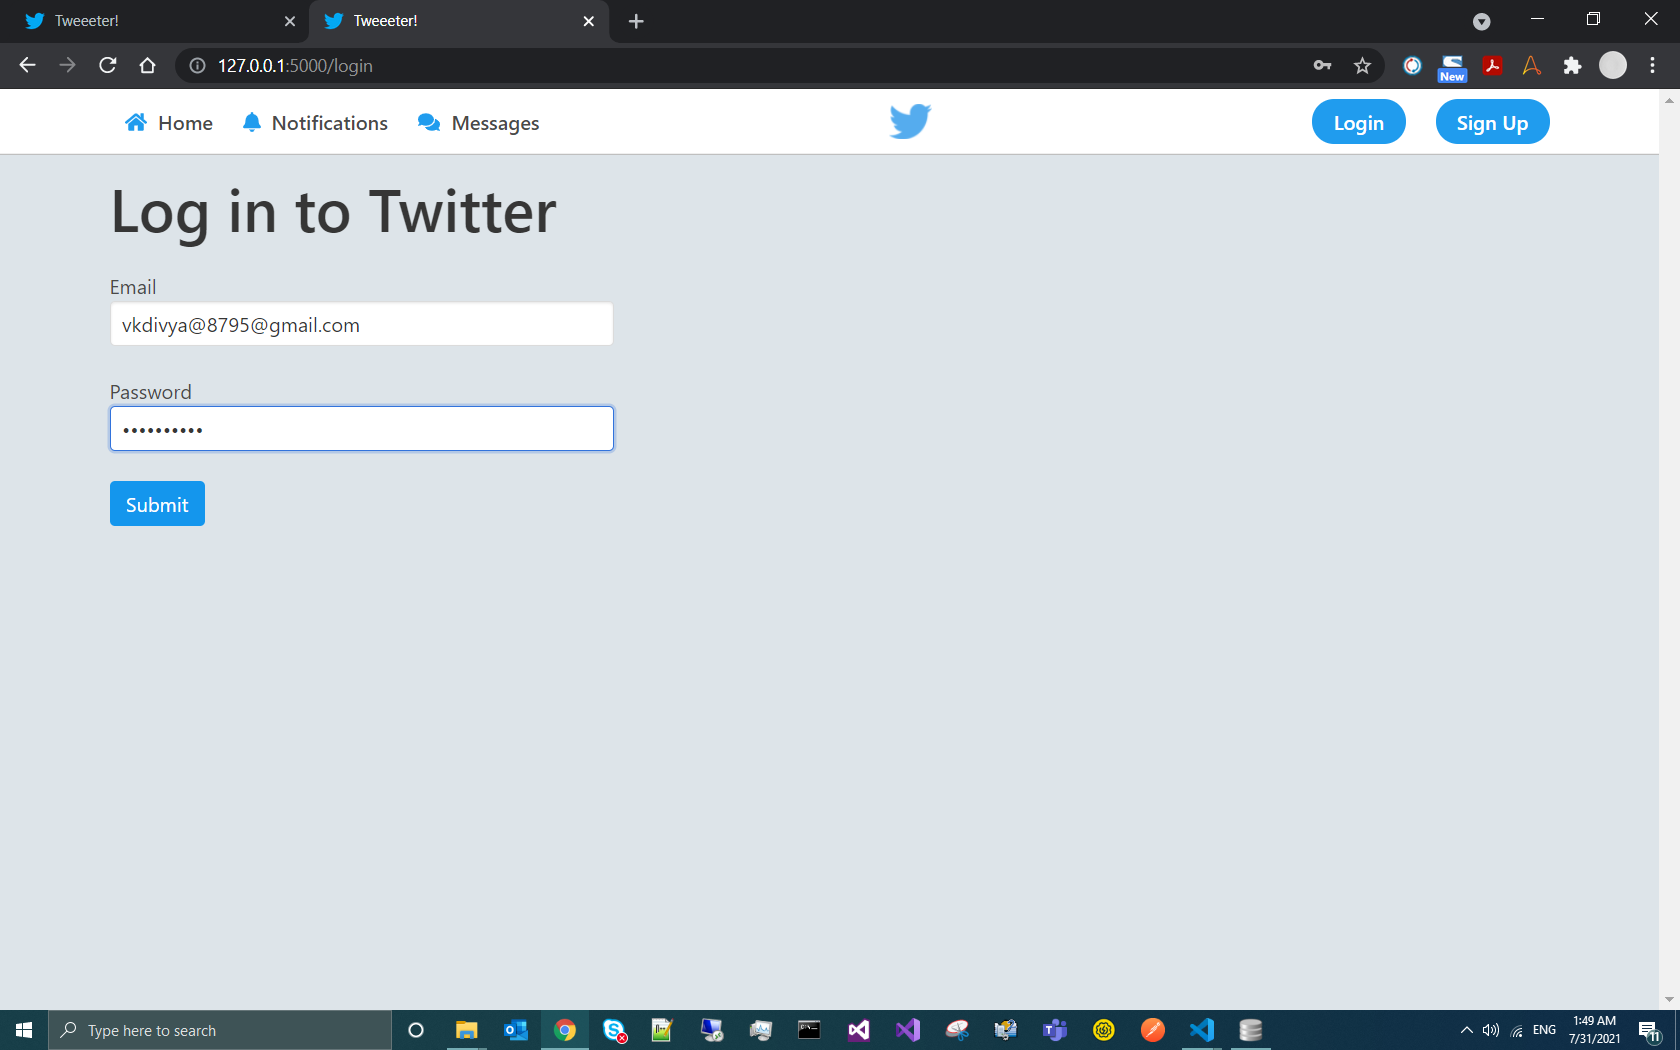 Tweeeter!
Tweeeter!
127.0.0.1:5000/login
New
Home
Notifications
Messages
Login
Sign Up
Log in to Twitter
Email
vkdivya@8795@gmail.com
Password
••••••••••
Submit
Type here to search
ENG
1:49 AM
7/31/2021
11